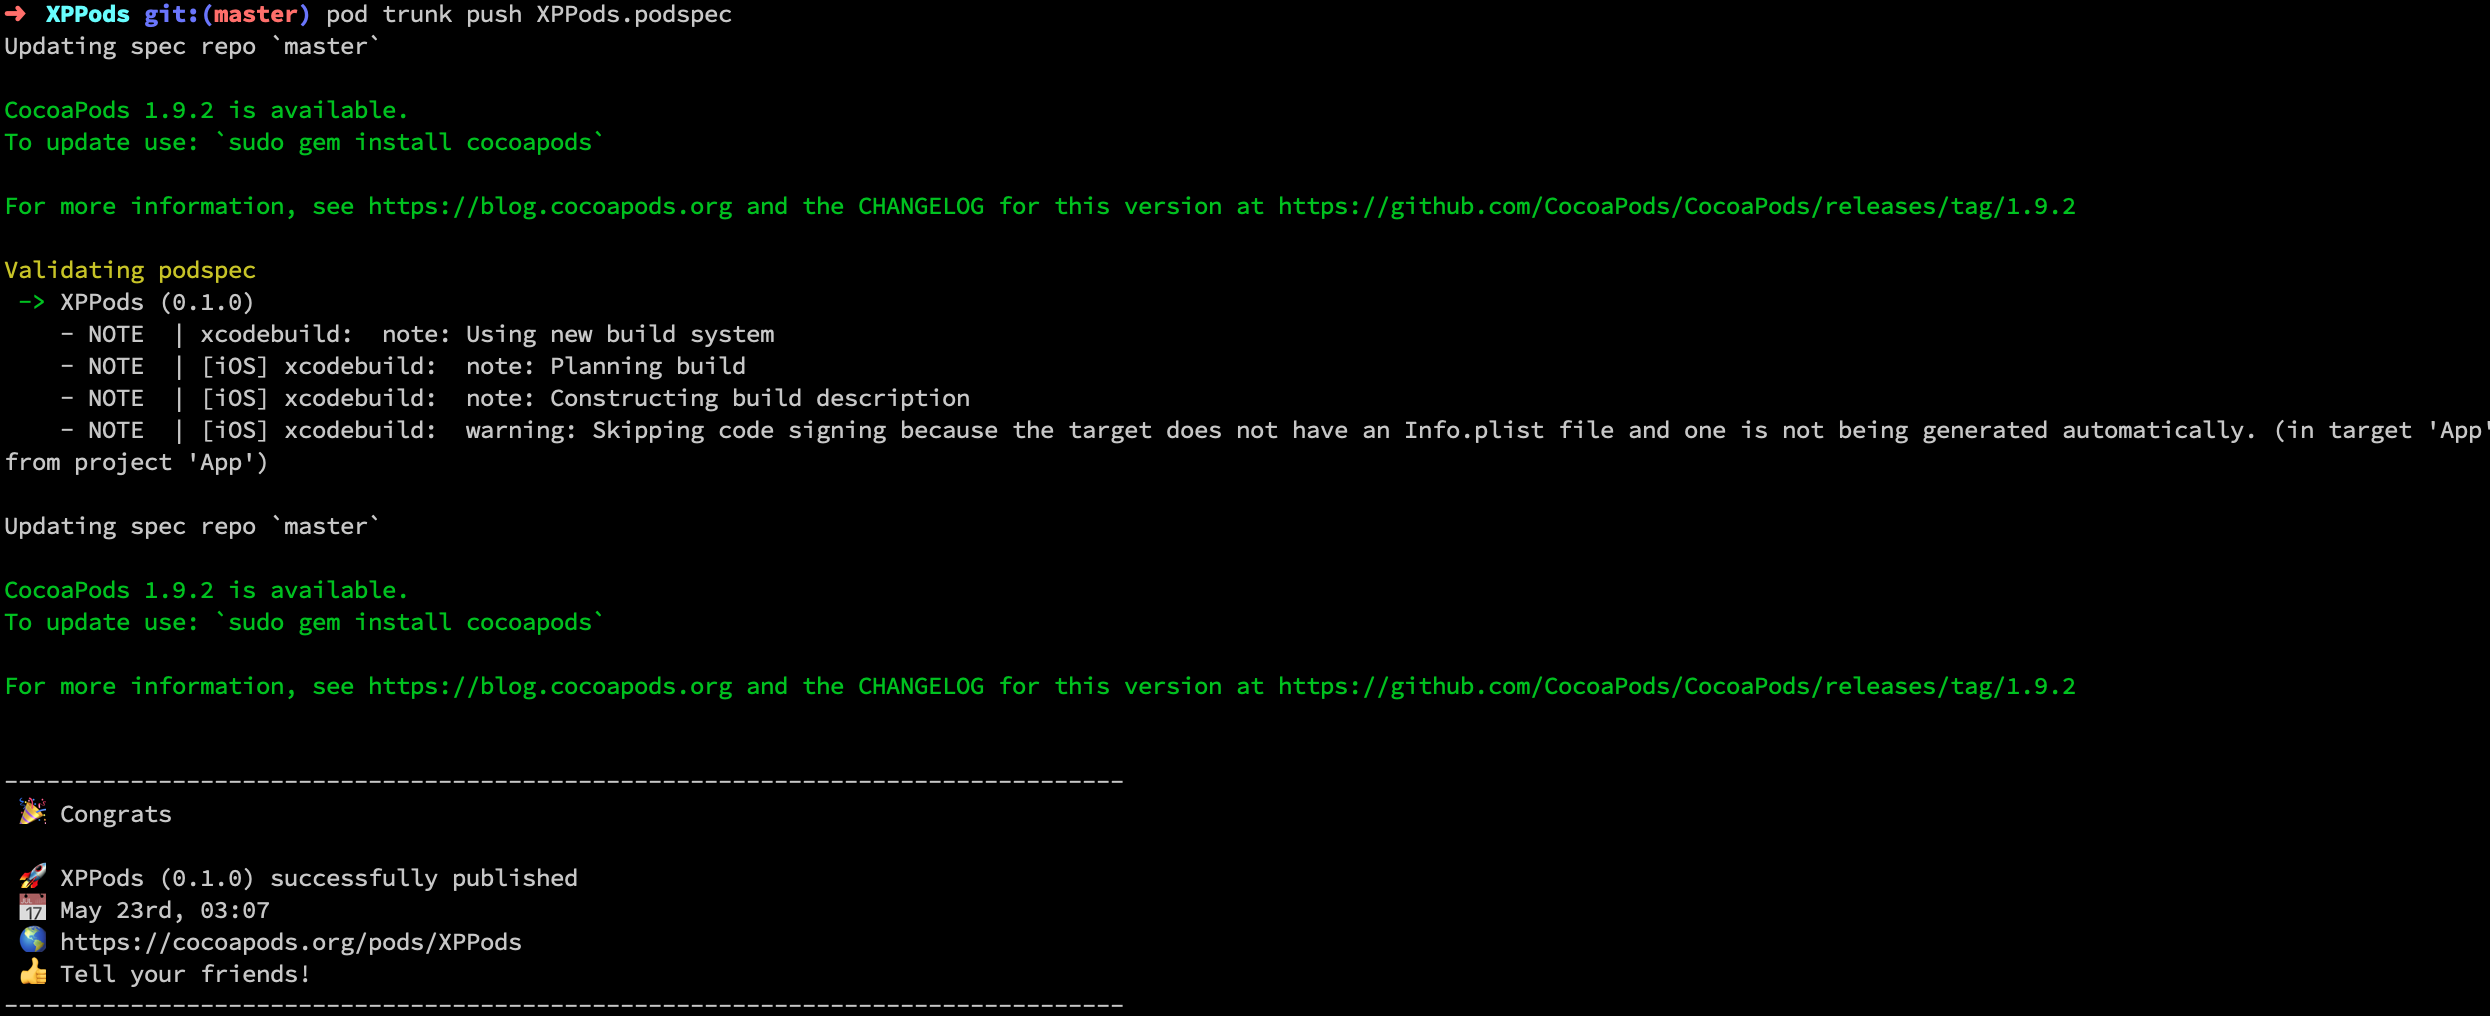 ➜ XPPods git:(master) pod trunk push XPPods.podspec
Updating spec repo `master`
CocoaPods 1.9.2 is available.
To update use: `sudo gem install cocoapods`
For more information, see https://blog.cocoapods.org and the CHANGELOG for this version at https://github.com/CocoaPods/CocoaPods/releases/tag/1.9.2
Validating podspec
-> XPPods (0.1.0)
- NOTE | xcodebuild: note: Using new build system
- NOTE | [iOS] xcodebuild: note: Planning build
- NOTE | [iOS] xcodebuild: note: Constructing build description
- NOTE | [iOS] xcodebuild: warning: Skipping code signing because the target does not have an Info.plist file and one is not being generated automatically. (in target 'App'
from project 'App')
Updating spec repo `master`
CocoaPods 1.9.2 is available.
To update use: `sudo gem install cocoapods`
For more information, see https://blog.cocoapods.org and the CHANGELOG for this version at https://github.com/CocoaPods/CocoaPods/releases/tag/1.9.2
--------------------------------------------------------------------------------
🎉 Congrats
🚀 XPPods (0.1.0) successfully published
📅 May 23rd, 03:07
🌎 https://cocoapods.org/pods/XPPods
👍 Tell your friends!
--------------------------------------------------------------------------------